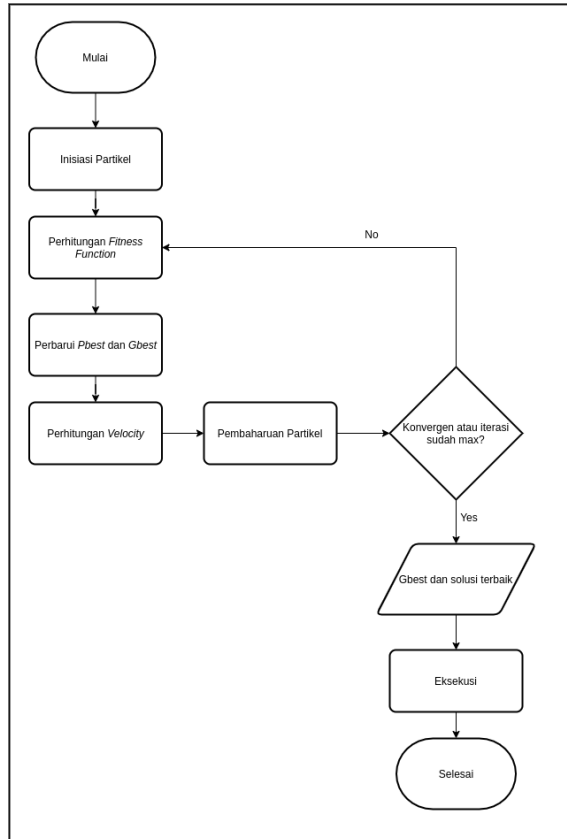 Mulai
Inisiasi Partikel
Perhitungan Fitness
Function
Perbarui Pbest dan Gbest
Perhitungan Velocity
Pembaharuan Partikel
Konvergen atau iterasi
sudah max?
No
Yes
Gbest dan solusi terbaik
Eksekusi
Selesai